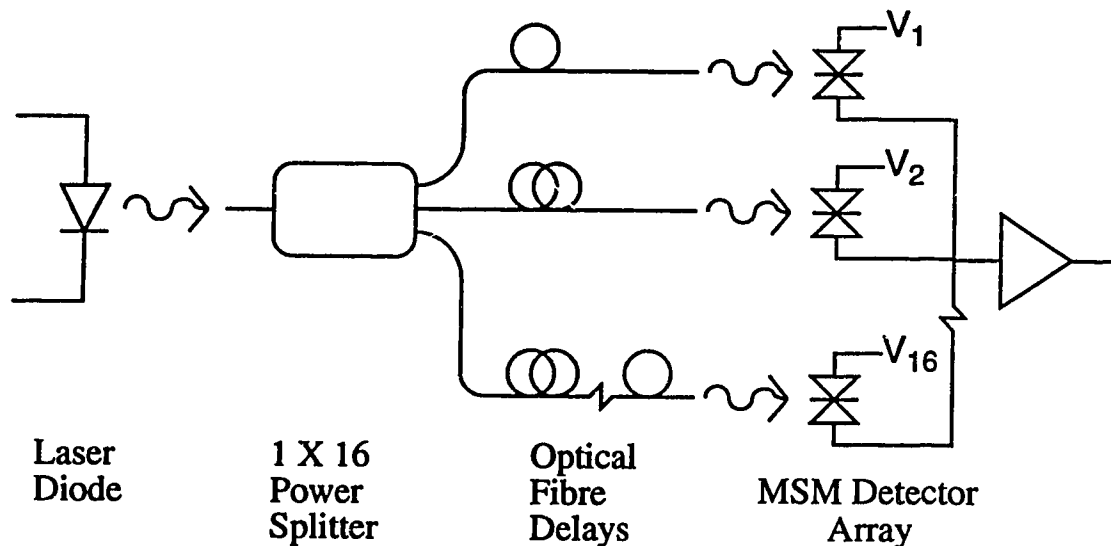 V1
V2
V16
Laser
Diode
1 X 16
Power
Splitter
Optical
Fibre
Delays
MSM Detector
Array